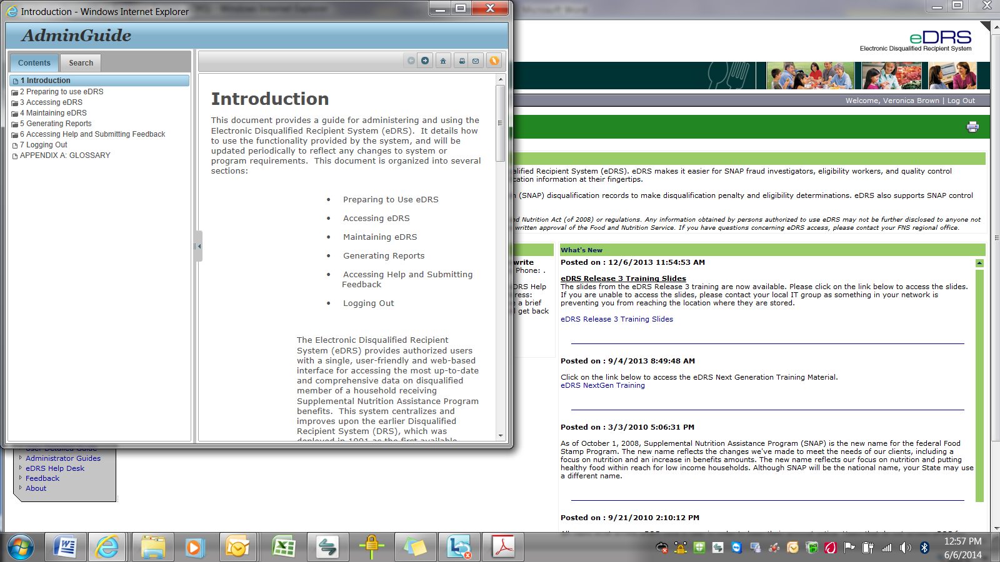 Introduction - Windows Internet Explorer
Microsoft Word
AdminGuide
Contents
Search
1 Introduction
2 Preparing to use eDRS
3 Accessing eDRS
4 Maintaining eDRS
5 Generating Reports
6 Accessing Help and Submitting Feedback
7 Logging Out
APPENDIX A: GLOSSARY
Introduction
This document provides a guide for administering and using the
Electronic Disqualified Recipient System (eDRS).  It details how
to use the functionality provided by the system, and will be
updated periodically to reflect any changes to system or
program requirements.  This document is organized into several
sections:
• Preparing to Use eDRS
• Accessing eDRS
• Maintaining eDRS
• Generating Reports
• Accessing Help and Submitting
Feedback
• Logging Out
The Electronic Disqualified Recipient
System (eDRS) provides authorized users
with a single, user-friendly and web-based
interface for accessing the most up-to-date
and comprehensive data on disqualified
member of a household receiving
Supplemental Nutrition Assistance Program
benefits.  This system centralizes and
improves upon the earlier Disqualified
Recipient System (DRS), which was
deployed in 1991 as the first available
eDRS
Electronic Disqualified Recipient System
Welcome, Veronica Brown | Log Out
alified Recipient System (eDRS). eDRS makes it easier for SNAP fraud investigators, eligibility workers, and quality control
cation information at their fingertips.
(SNAP) disqualification records to make disqualification penalty and eligibility determinations. eDRS also supports SNAP control
nd Nutrition Act (of 2008) or regulations. Any information obtained by persons authorized to use eDRS may not be further disclosed to anyone not
written approval of the Food and Nutrition Service. If you have questions concerning eDRS access, please contact your FNS regional office.
write
Phone: .
DRS Help
ress:
e a brief
get back
What's New
Posted on : 12/6/2013 11:54:53 AM
eDRS Release 3 Training Slides
The slides from the eDRS Release 3 training are now available. Please click on the link below to access the slides.
If you are unable to access the slides, please contact your local IT group as something in your network is
preventing you from reaching the location where they are stored.
eDRS Release 3 Training Slides
Posted on : 9/4/2013 8:49:48 AM
Click on the link below to access the eDRS Next Generation Training Material.
eDRS NextGen Training
Posted on : 3/3/2010 5:06:31 PM
As of October 1, 2008, Supplemental Nutrition Assistance Program (SNAP) is the new name for the federal Food
Stamp Program. The new name reflects the changes we've made to meet the needs of our clients, including a
focus on nutrition and an increase in benefits amounts. The new name reflects our focus on nutrition and putting
healthy food within reach for low income households. Although SNAP will be the national name, your State may use
a different name.
Posted on : 9/21/2010 2:10:12 PM
User Detailed Guide
Administrator Guides
eDRS Help Desk
Feedback
About
12:57 PM
6/6/2014